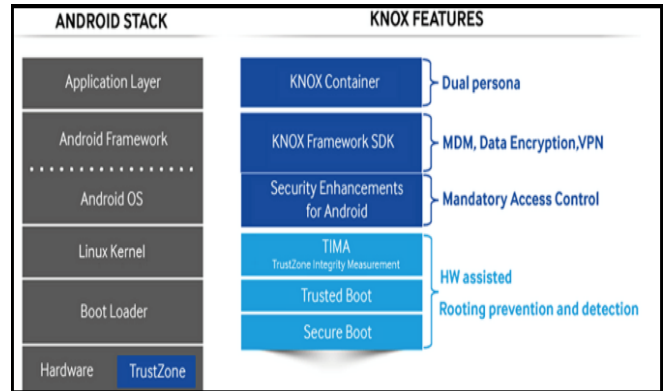 ANDROID STACK
KNOX FEATURES
Application Layer
KNOX Container
Dual persona
Android Framework
KNOX Framework SDK
MDM, Data Encryption,VPN
Android OS
Security Enhancements
for Android
Mandatory Access Control
Linux Kernel
TIMA
TrustZone Integrity Measurement
HW assisted
Rooting prevention and detection
Boot Loader
Trusted Boot
Secure Boot
Hardware
TrustZone